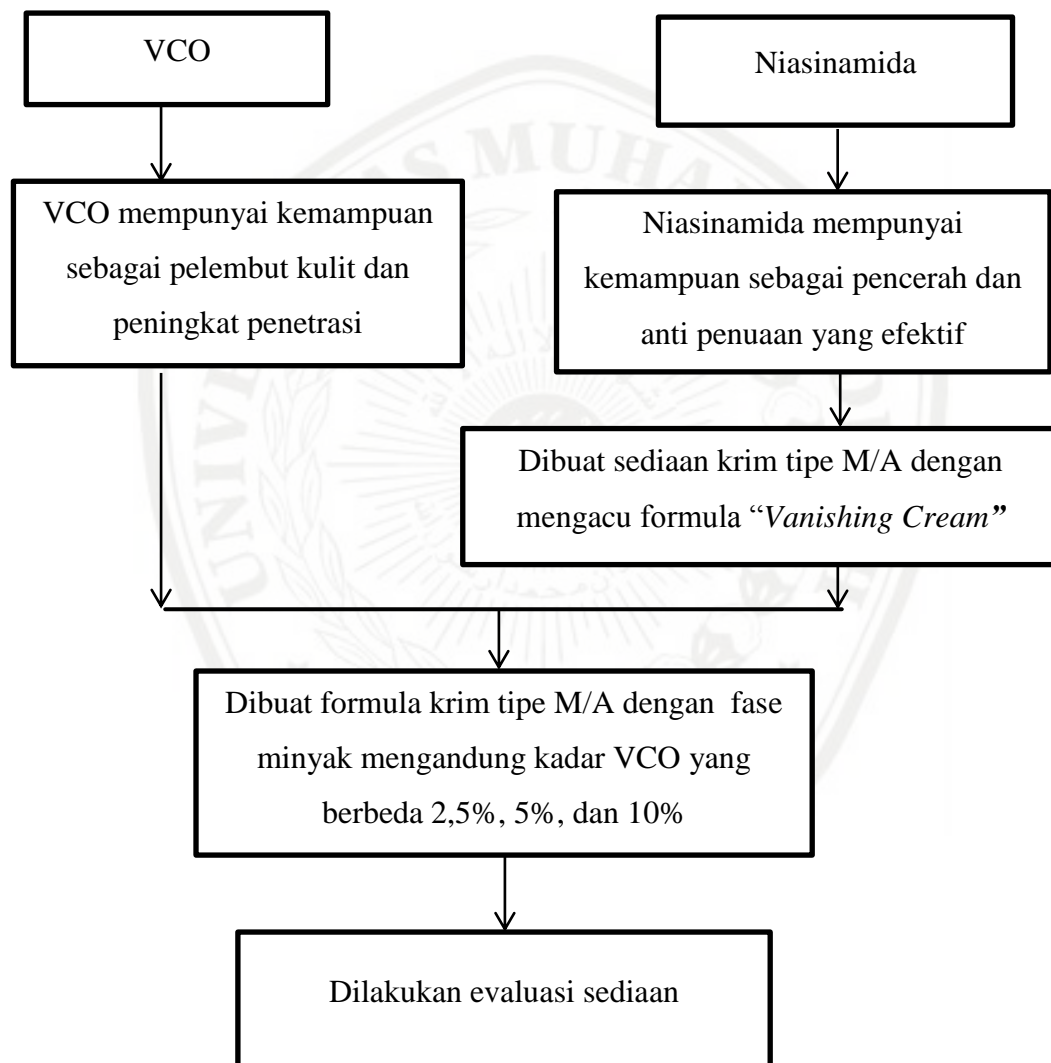 VCO
Niasinamida
VCO mempunyai kemampuan
sebagai pelembut kulit dan
peningkat penetrasi
Niasinamida mempunyai
kemampuan sebagai pencerah dan
anti penuaan yang efektif
Dibuat sediaan krim tipe M/A dengan
mengacu formula “Vanishing Cream”
Dibuat formula krim tipe M/A dengan  fase
minyak mengandung kadar VCO yang
berbeda 2,5%, 5%, dan 10%
Dilakukan evaluasi sediaan